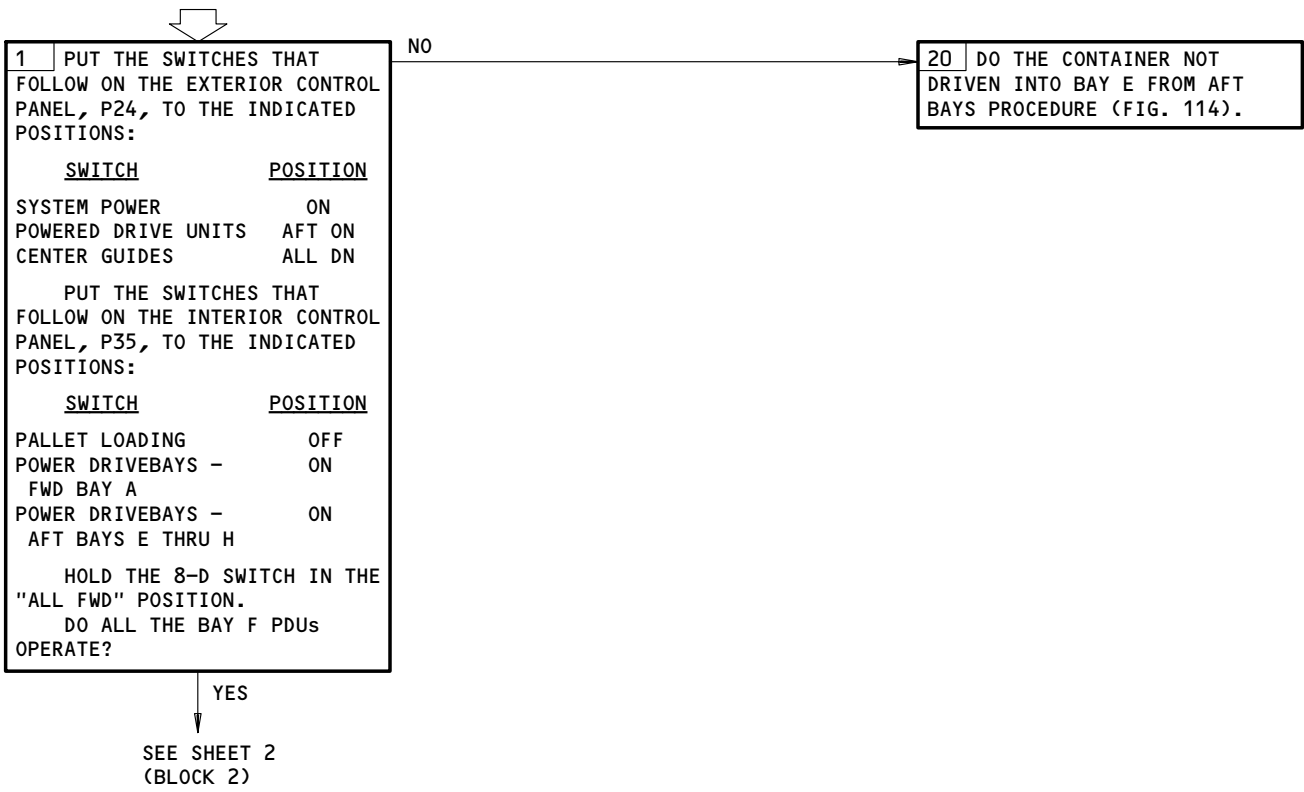 1 PUT THE SWITCHES THAT
FOLLOW ON THE EXTERIOR CONTROL
PANEL, P24, TO THE INDICATED
POSITIONS:
SWITCH POSITION
SYSTEM POWER ON
POWERED DRIVE UNITS AFT ON
CENTER GUIDES ALL DN
PUT THE SWITCHES THAT
FOLLOW ON THE INTERIOR CONTROL
PANEL, P35, TO THE INDICATED
POSITIONS:
SWITCH POSITION
PALLET LOADING OFF
POWER DRIVEBAYS – ON
FWD BAY A
POWER DRIVEBAYS – ON
AFT BAYS E THRU H
HOLD THE 8-D SWITCH IN THE
"ALL FWD" POSITION.
DO ALL THE BAY F PDUs
OPERATE?
NO
20 DO THE CONTAINER NOT
DRIVEN INTO BAY E FROM AFT
BAYS PROCEDURE (FIG. 114).
YES
SEE SHEET 2
(BLOCK 2)